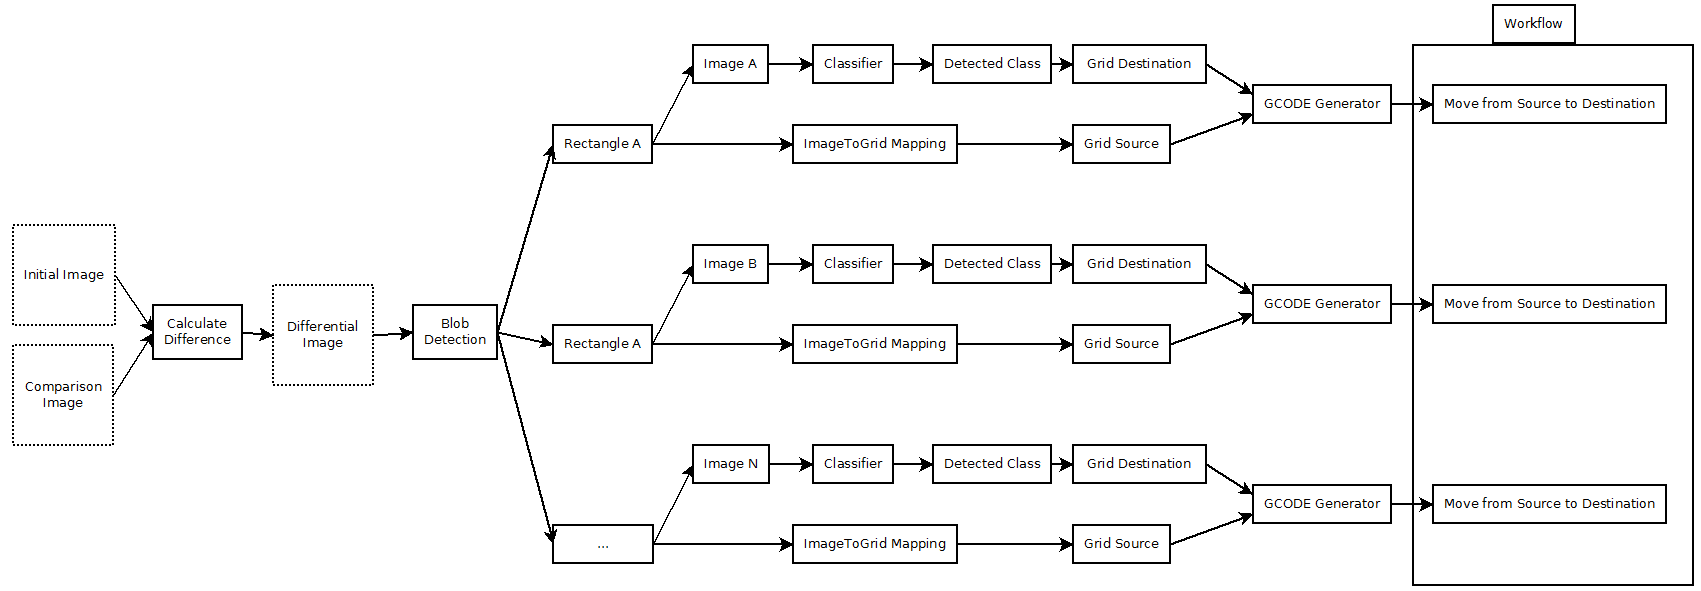 Workflow
Image A
Classifier
Detected Class
Grid Destination
GCODE Generator
Move from Source to Destination
Rectangle A
ImageToGrid Mapping
Grid Source
Initial Image
Comparison
Image
Calculate
Difference
Differential
Image
Blob
Detection
Image B
Classifier
Detected Class
Grid Destination
GCODE Generator
Move from Source to Destination
Rectangle A
ImageToGrid Mapping
Grid Source
Image N
Classifier
Detected Class
Grid Destination
GCODE Generator
Move from Source to Destination
...
ImageToGrid Mapping
Grid Source